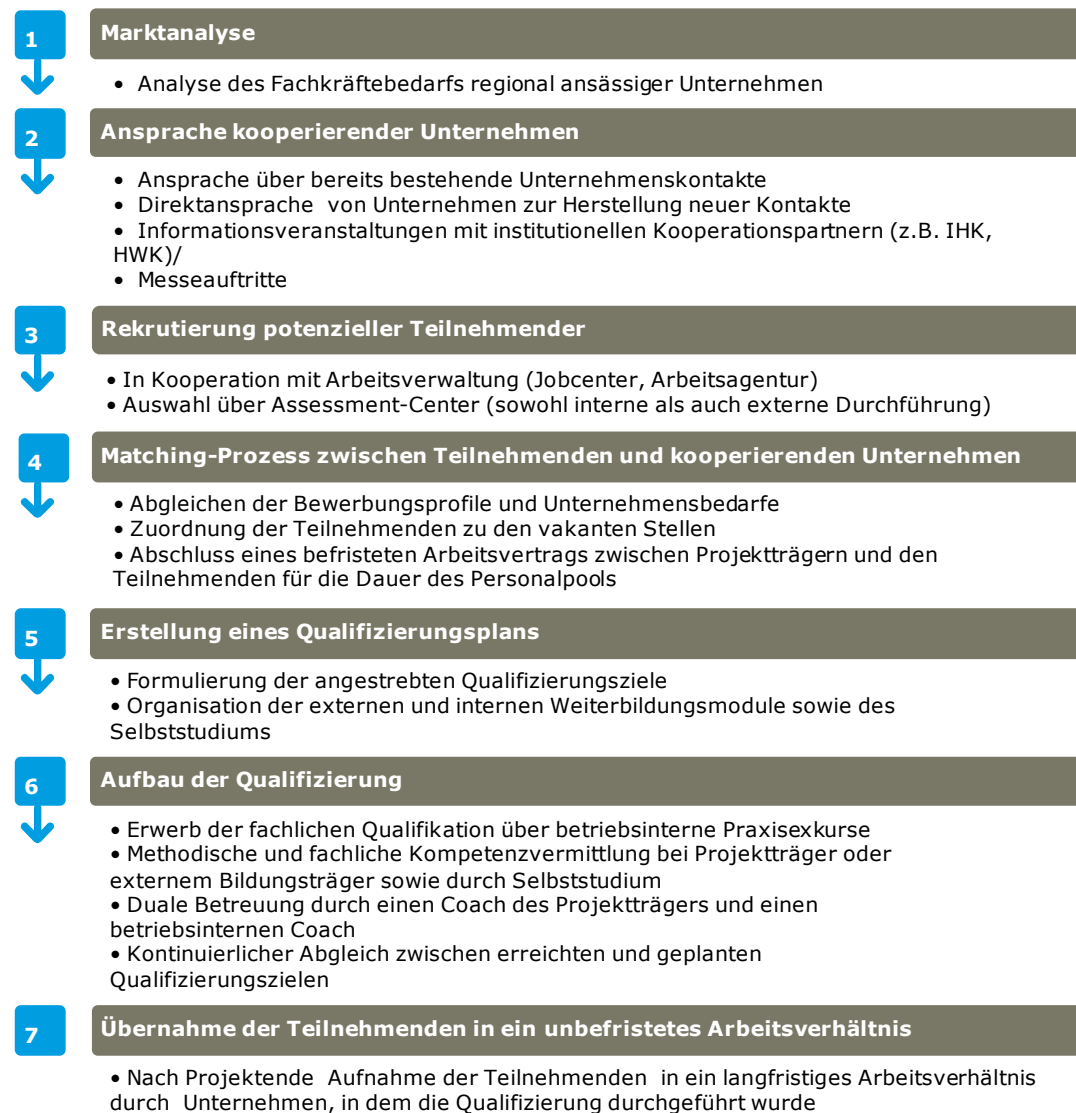 1 Marktanalyse
• Analyse des Fachkräftebedarfs regional ansässiger Unternehmen
2 Ansprache kooperierender Unternehmen
• Ansprache über bereits bestehende Unternehmenskontakte
• Direktansprache von Unternehmen zur Herstellung neuer Kontakte
• Informationsveranstaltungen mit institutionellen Kooperationspartnern (z.B. IHK,
HWK)/
• Messeauftritte
3 Rekrutierung potenzieller Teilnehmender
• In Kooperation mit Arbeitsverwaltung (Jobcenter, Arbeitsagentur)
• Auswahl über Assessment-Center (sowohl interne als auch externe Durchführung)
4 Matching-Prozess zwischen Teilnehmenden und kooperierenden Unternehmen
• Abgleichen der Bewerbungsprofile und Unternehmensbedarfe
• Zuordnung der Teilnehmenden zu den vakanten Stellen
• Abschluss eines befristeten Arbeitsvertrags zwischen Projektträgern und den
Teilnehmenden für die Dauer des Personalpools
5 Erstellung eines Qualifizierungsplans
• Formulierung der angestrebten Qualifizierungsziele
• Organisation der externen und internen Weiterbildungsmodule sowie des
Selbststudiums
6 Aufbau der Qualifizierung
• Erwerb der fachlichen Qualifikation über betriebsinterne Praxisexkurse
• Methodische und fachliche Kompetenzvermittlung bei Projektträger oder
externem Bildungsträger sowie durch Selbststudium
• Duale Betreuung durch einen Coach des Projektträgers und einen
betriebsinternen Coach
• Kontinuierlicher Abgleich zwischen erreichten und geplanten
Qualifizierungszielen
7 Übernahme der Teilnehmenden in ein unbefristetes Arbeitsverhältnis
• Nach Projektende Aufnahme der Teilnehmenden in ein langfristiges Arbeitsverhältnis
durch Unternehmen, in dem die Qualifizierung durchgeführt wurde